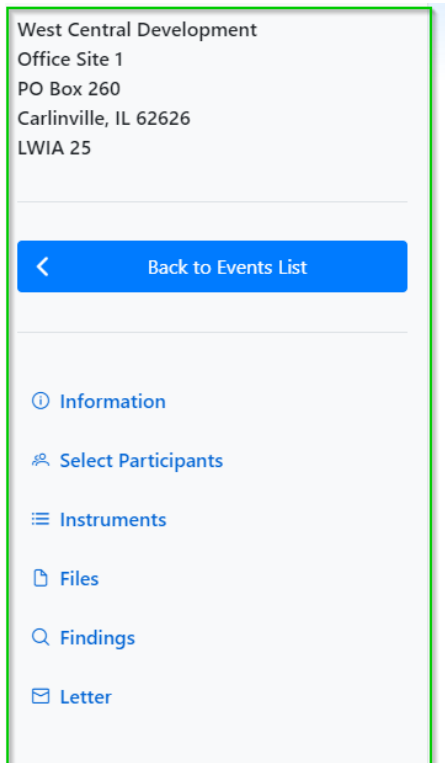 West Central Development
Office Site 1
PO Box 260
Carlinville, IL 62626
LWIA 25
Back to Events List
Information
Select Participants
Instruments
Files
Findings
Letter